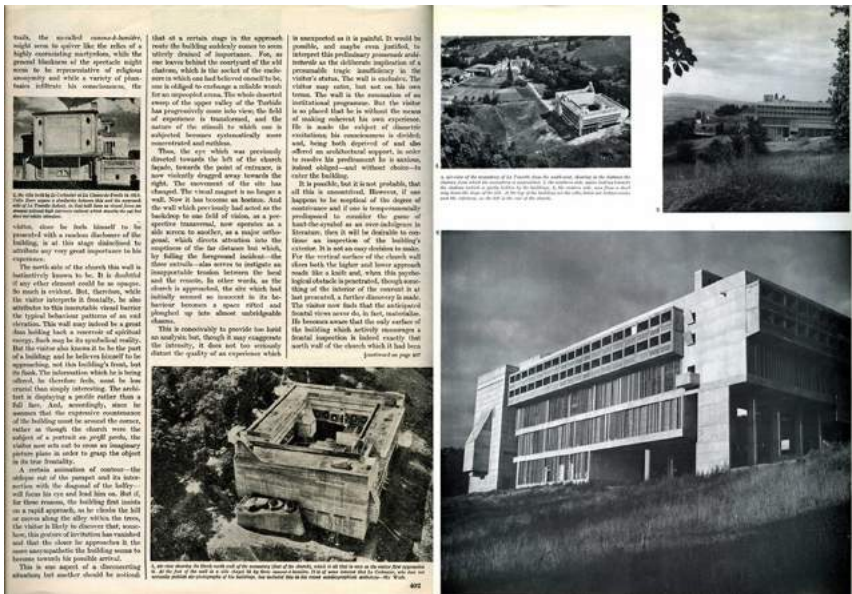 trails, the so-called canons-à-lumière,
might seem to quiver like the relics of a
highly excruciating martyrdom, while the
general blankness of the spectacle might
seem to be representative of religious
anonymity and while a variety of phan-
tasies infiltrate his consciousness, the
visitor, since he feels himself to be
presented with a random disclosure of the
building, is at this stage disinclined to
attribute any very great importance to his
experience.
The north side of the church this wall is
instinctively known to be. It is doubtful
if any other element could be so opaque.
So much is evident. But, therefore, while
the visitor interprets it frontally, he also
attributes to this immutable visual barrier
the typical behaviour patterns of an end
elevation. This wall may indeed be a great
dam holding back a reservoir of spiritual
energy. Such may be its symbolical reality.
But the visitor also knows it to be the part
of a building; and he believes himself to be
approaching, not this building's front, but
its flank. The information which he is being
offered, he therefore feels, must be less
crucial than simply interesting. The archi-
tect is displaying a profile rather than a
full face. And, accordingly, since he
assumes that the expressive countenance
of the building must be around the corner,
rather as though the church were the
subject of a portrait en profil perdu, the
visitor now sets out to cross an imaginary
picture plane in order to grasp the object
in its true frontality.
A certain animation of contour—the
oblique cut of the parapet and its inter-
section with the diagonal of the belfry—
will focus his eye and lead him on. But if,
for these reasons, the building first insists
on a rapid approach, as he climbs the hill
or moves along the alley within the trees,
the visitor is likely to discover that, some-
how, this gesture of invitation has vanished
and that the closer he approaches it the
more unsympathetic the building seems to
become towards his possible arrival.
This is one aspect of a disconcerting
situation; but another should be noticed:
that at a certain stage in the approach
route the building suddenly comes to seem
utterly drained of importance. For, as
one leaves behind the courtyard of the old
chateau, which is the socket of the enclo-
sure in which one had believed oneself to be,
one is obliged to exchange a reliable womb
for an unexpected arena. The whole deserted
sweep of the upper valley of the Turdine
has progressively come into view; the field
of experience is transformed, and the
nature of the stimuli to which one is
subjected becomes systematically more
concentrated and ruthless.
Thus, the eye which was previously
directed towards the left of the church
façade, towards the point of entrance, is
now violently dragged away towards the
right. The movement of the site has
changed. The visual magnet is no longer a
wall. Now it has become an horizon. And
the wall which previously had acted as the
backdrop to one field of vision, as a per-
spective transversal, now operates as a
side screen to another, as a major ortho-
gonal, which directs attention into the
emptiness of the far distance but which,
by foiling the foreground incident—the
three entrails—also serves to instigate an
insupportable tension between the local
and the remote. In other words, as the
church is approached, the site which had
initially seemed so innocent in its be-
haviour becomes a space rifted and
ploughed up into almost unbridgeable
chasms.
This is conceivably to provide too lurid
an analysis; but, though it may exaggerate
the intensity, it does not too seriously
distort the quality of an experience which
is unexpected as it is painful. It would be
possible, and maybe even justified, to
interpret this preliminary promenade archi-
tecturale as the deliberate implication of a
presumable tragic insufficiency in the
visitor's status. The wall is exclusive. The
visitor may enter, but not on his own
terms. The wall is the summation of an
institutional programme. But the visitor
is so placed that he is without the means
of making coherent his own experience.
He is made the subject of diametric
excitations; his consciousness is divided;
and, being both deprived of and also
offered an architectural support, in order
to resolve his predicament he is anxious,
indeed obliged—and without choice—to
enter the building.
It is possible, but it is not probable, that
all this is uncontrived. However, if one
happens to be sceptical of the degree of
contrivance and if one is temperamentally
predisposed to consider the game of
hunt-the-symbol as an over-indulgence in
literature, then it will be desirable to con-
tinue an inspection of the building's
exterior. It is not an easy decision to make.
For the vertical surface of the church wall
slices both the higher and lower approach
roads like a knife and, when this psycho-
logical obstacle is penetrated, though some-
thing of the interior of the convent is at
last presented, a further discovery is made.
The visitor now finds that the anticipated
frontal views never do, in fact, materialize.
He becomes aware that the only surface of
the building which actively encourages a
frontal inspection is indeed exactly that
north wall of the church which it had been
[continued on page 407